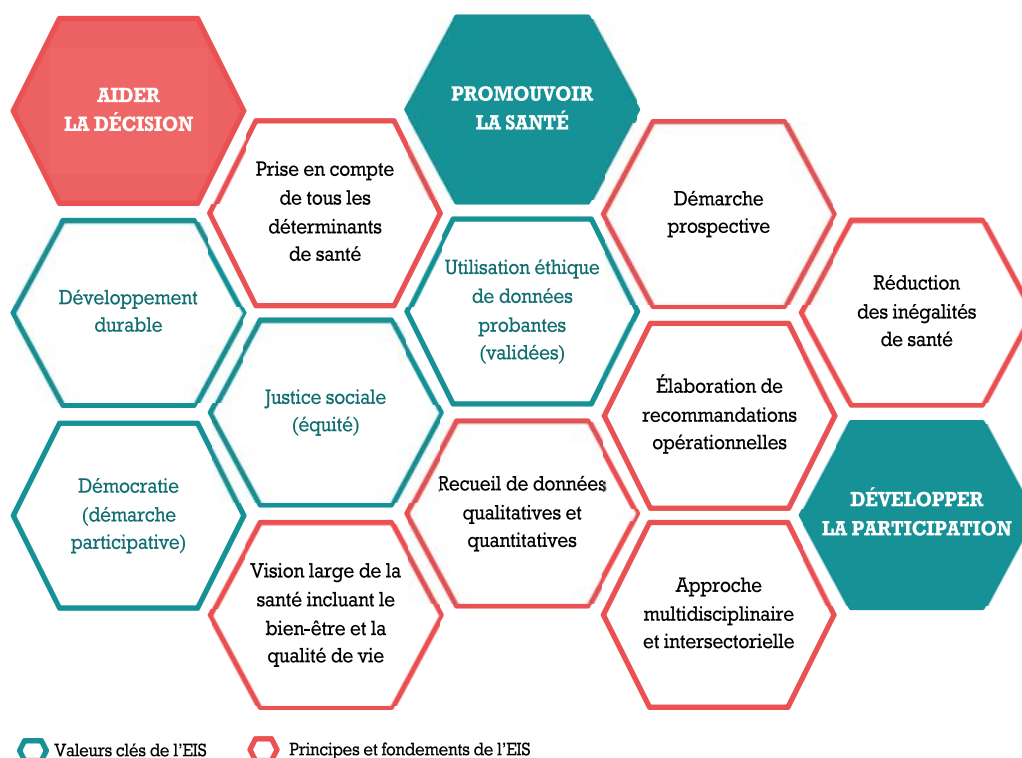 AIDER
LA DÉCISION
PROMOUVOIR
LA SANTÉ
Prise en compte
de tous les
déterminants
de santé
Démarche
prospective
Développement
durable
Utilisation éthique
de données
probantes
(validées)
Réduction
des inégalités
de santé
Justice sociale
(équité)
Élaboration de
recommandations
opérationnelles
Démocratie
(démarche
participative)
Recueil de données
qualitatives et
quantitatives
DÉVELOPPER
LA PARTICIPATION
Vision large de la
santé incluant le
bien-être et la
qualité de vie
Approche
multidisciplinaire
et intersectorielle
Valeurs clés de l'EIS
Principes et fondements de l'EIS